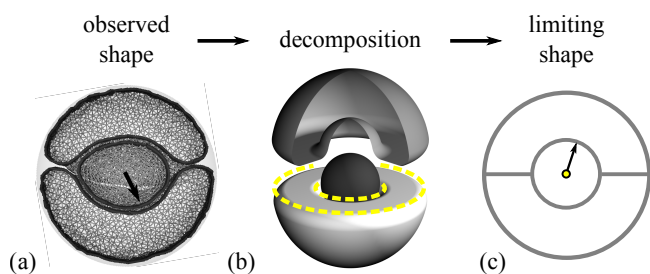 observed
shape
decomposition
limiting
shape
(a)
(b)
(c)